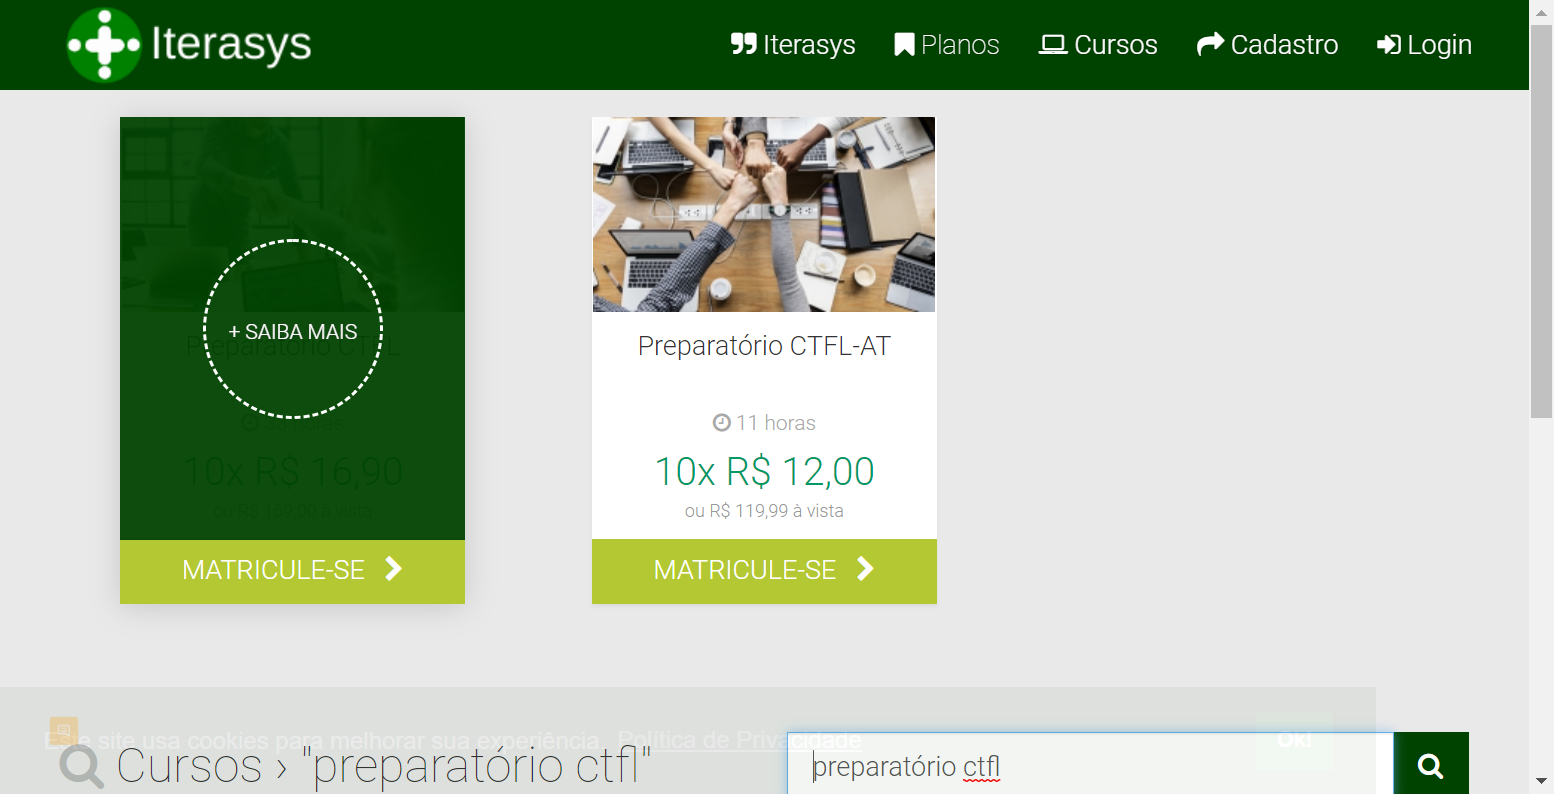 Iterasys
Iterasys Planos Cursos Cadastro Login
+ SAIBA MAIS
Preparatório CTFL
10x R$ 16,90
ou R$ 169,00 à vista
MATRICULE-SE
Preparatório CTFL-AT
11 horas
10x R$ 12,00
ou R$ 119,99 à vista
MATRICULE-SE
Este site usa cookies para melhorar sua experiência. Política de Privacidade
Ok!
Cursos › "preparatório ctfl"
preparatório ctfl